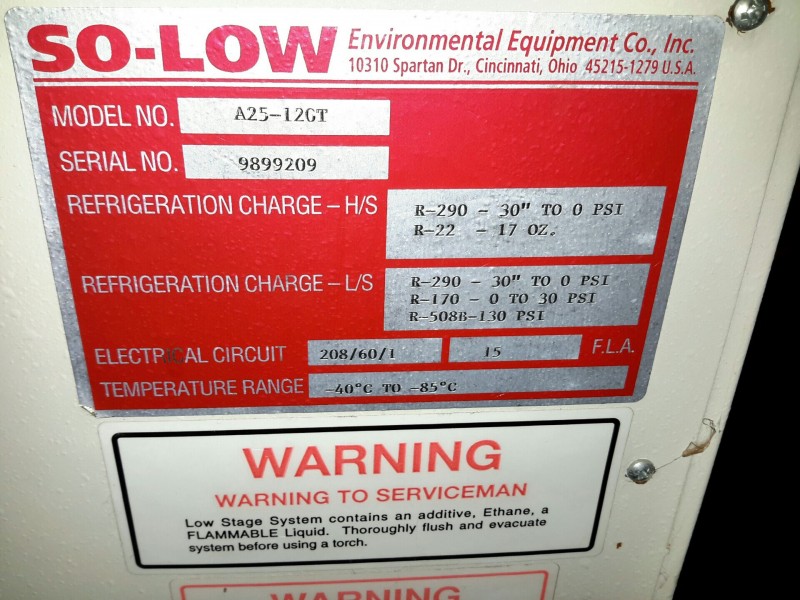 SO-LOW Environmental Equipment Co., Inc.
10310 Spartan Dr., Cincinnati, Ohio 45215-1279 U.S.A.
MODEL NO. A25-12GT
SERIAL NO. 9899209
REFRIGERATION CHARGE – H/S R-290 - 30" TO 0 PSI
R-22 - 17 OZ.
REFRIGERATION CHARGE – L/S R-290 - 30" TO 0 PSI
R-170 - 0 TO 30 PSI
R-508B-130 PSI
ELECTRICAL CIRCUIT 208/60/1 15 F.L.A.
TEMPERATURE RANGE -40°C TO -85°C
WARNING
WARNING TO SERVICEMAN
Low Stage System contains an additive, Ethane, a
FLAMMABLE Liquid. Thoroughly flush and evacuate
system before using a torch.
WARNING